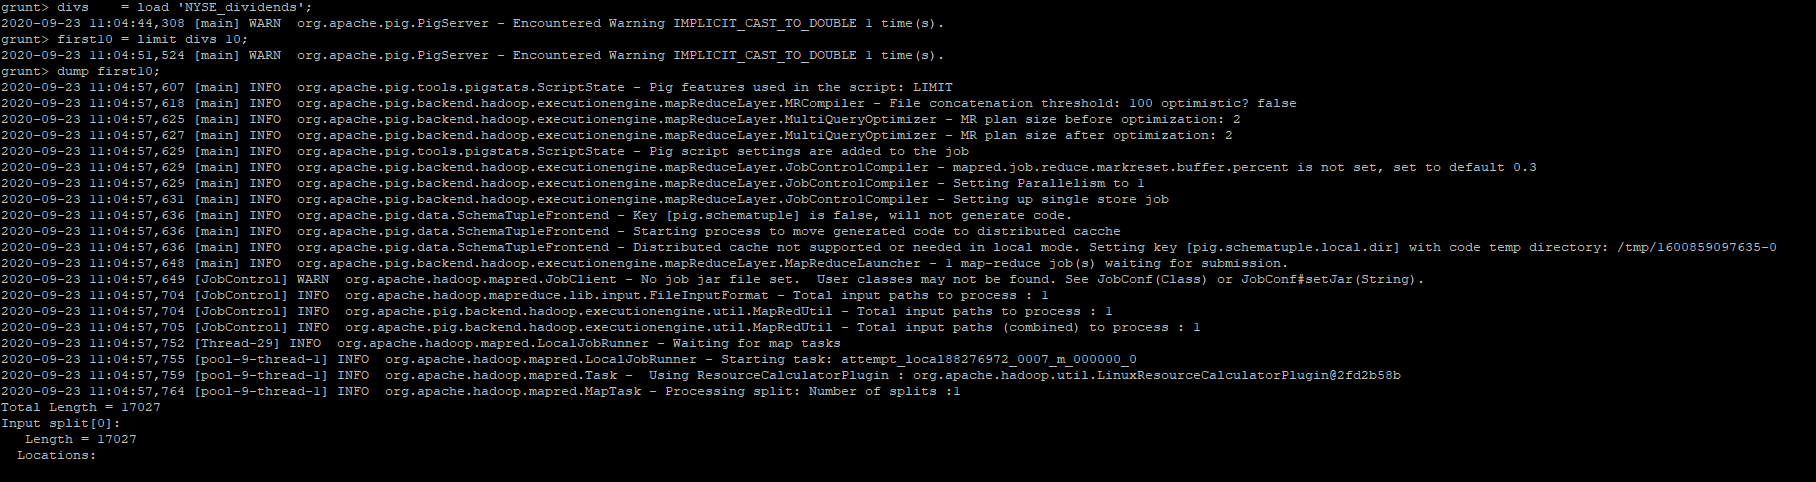 grunt> divs    = load 'NYSE_dividends';
2020-09-23 11:04:44,308 [main] WARN  org.apache.pig.PigServer - Encountered Warning IMPLICIT_CAST_TO_DOUBLE 1 time(s).
grunt> first10 = limit divs 10;
2020-09-23 11:04:51,524 [main] WARN  org.apache.pig.PigServer - Encountered Warning IMPLICIT_CAST_TO_DOUBLE 1 time(s).
grunt> dump first10;
2020-09-23 11:04:57,607 [main] INFO  org.apache.pig.tools.pigstats.ScriptState - Pig features used in the script: LIMIT
2020-09-23 11:04:57,618 [main] INFO  org.apache.pig.backend.hadoop.executionengine.mapReduceLayer.MRCompiler - File concatenation threshold: 100 optimistic? false
2020-09-23 11:04:57,625 [main] INFO  org.apache.pig.backend.hadoop.executionengine.mapReduceLayer.MultiQueryOptimizer - MR plan size before optimization: 2
2020-09-23 11:04:57,627 [main] INFO  org.apache.pig.backend.hadoop.executionengine.mapReduceLayer.MultiQueryOptimizer - MR plan size after optimization: 2
2020-09-23 11:04:57,629 [main] INFO  org.apache.pig.tools.pigstats.ScriptState - Pig script settings are added to the job
2020-09-23 11:04:57,629 [main] INFO  org.apache.pig.backend.hadoop.executionengine.mapReduceLayer.JobControlCompiler - mapred.job.reduce.markreset.buffer.percent is not set, set to default 0.3
2020-09-23 11:04:57,629 [main] INFO  org.apache.pig.backend.hadoop.executionengine.mapReduceLayer.JobControlCompiler - Setting Parallelism to 1
2020-09-23 11:04:57,631 [main] INFO  org.apache.pig.backend.hadoop.executionengine.mapReduceLayer.JobControlCompiler - Setting up single store job
2020-09-23 11:04:57,636 [main] INFO  org.apache.pig.data.SchemaTupleFrontend - Key [pig.schematuple] is false, will not generate code.
2020-09-23 11:04:57,636 [main] INFO  org.apache.pig.data.SchemaTupleFrontend - Starting process to move generated code to distributed cacche
2020-09-23 11:04:57,636 [main] INFO  org.apache.pig.data.SchemaTupleFrontend - Distributed cache not supported or needed in local mode. Setting key [pig.schematuple.local.dir] with code temp directory: /tmp/1600859097635-0
2020-09-23 11:04:57,648 [main] INFO  org.apache.pig.backend.hadoop.executionengine.mapReduceLayer.MapReduceLauncher - 1 map-reduce job(s) waiting for submission.
2020-09-23 11:04:57,649 [JobControl] WARN  org.apache.hadoop.mapred.JobClient - No job jar file set.  User classes may not be found. See JobConf(Class) or JobConf#setJar(String).
2020-09-23 11:04:57,704 [JobControl] INFO  org.apache.hadoop.mapreduce.lib.input.FileInputFormat - Total input paths to process : 1
2020-09-23 11:04:57,704 [JobControl] INFO  org.apache.pig.backend.hadoop.executionengine.util.MapRedUtil - Total input paths to process : 1
2020-09-23 11:04:57,705 [JobControl] INFO  org.apache.pig.backend.hadoop.executionengine.util.MapRedUtil - Total input paths (combined) to process : 1
2020-09-23 11:04:57,752 [Thread-29] INFO  org.apache.hadoop.mapred.LocalJobRunner - Waiting for map tasks
2020-09-23 11:04:57,755 [pool-9-thread-1] INFO  org.apache.hadoop.mapred.LocalJobRunner - Starting task: attempt_local88276972_0007_m_000000_0
2020-09-23 11:04:57,759 [pool-9-thread-1] INFO  org.apache.hadoop.mapred.Task -  Using ResourceCalculatorPlugin : org.apache.hadoop.util.LinuxResourceCalculatorPlugin@2fd2b58b
2020-09-23 11:04:57,764 [pool-9-thread-1] INFO  org.apache.hadoop.mapred.MapTask - Processing split: Number of splits :1
Total Length = 17027
Input split[0]:
   Length = 17027
  Locations: